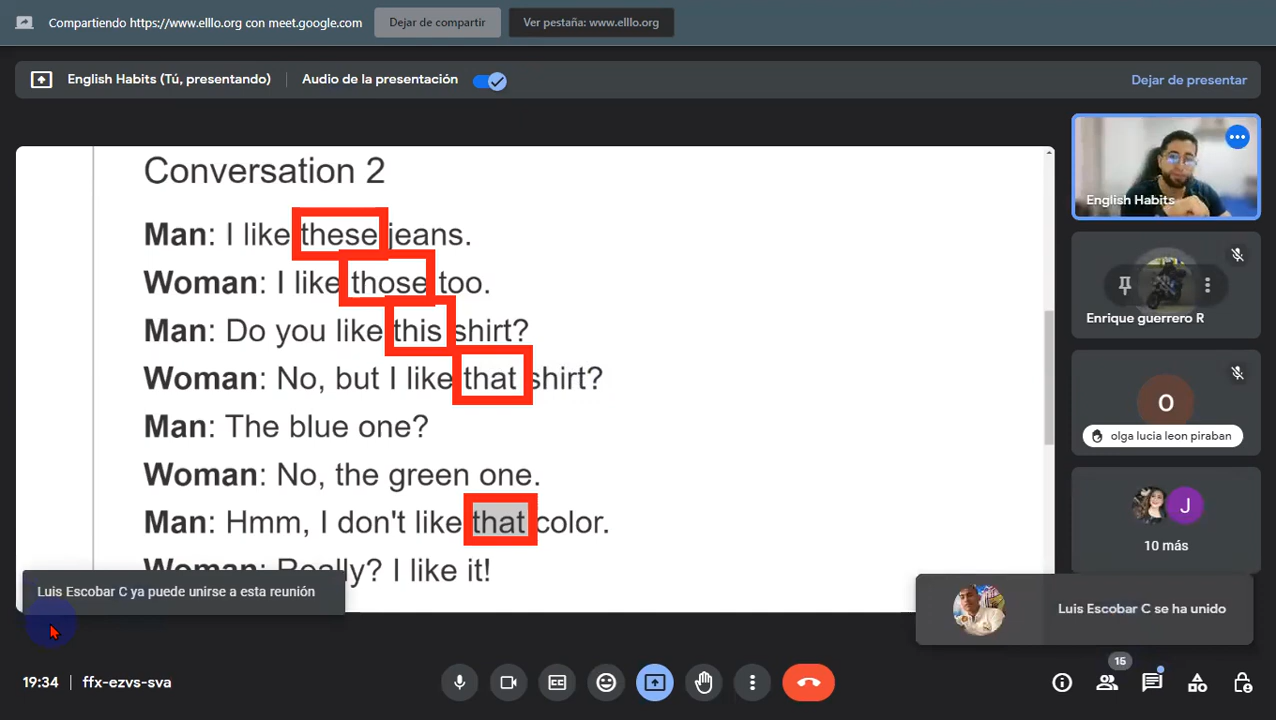 Compartiendo https://www.elllo.org con meet.google.com
Dejar de compartir
Ver pestaña: www.elllo.org
English Habits (Tú, presentando)
Audio de la presentación
Dejar de presentar
Conversation 2
Man: I like these jeans.
Woman: I like those too.
Man: Do you like this shirt?
Woman: No, but I like that shirt?
Man: The blue one?
Woman: No, the green one.
Man: Hmm, I don't like that color.
Woman: Really? I like it!
English Habits
Enrique guerrero R
O
olga lucia leon piraban
J
10 más
Luis Escobar C ya puede unirse a esta reunión
Luis Escobar C se ha unido
19:34
ffx-ezvs-sva
15